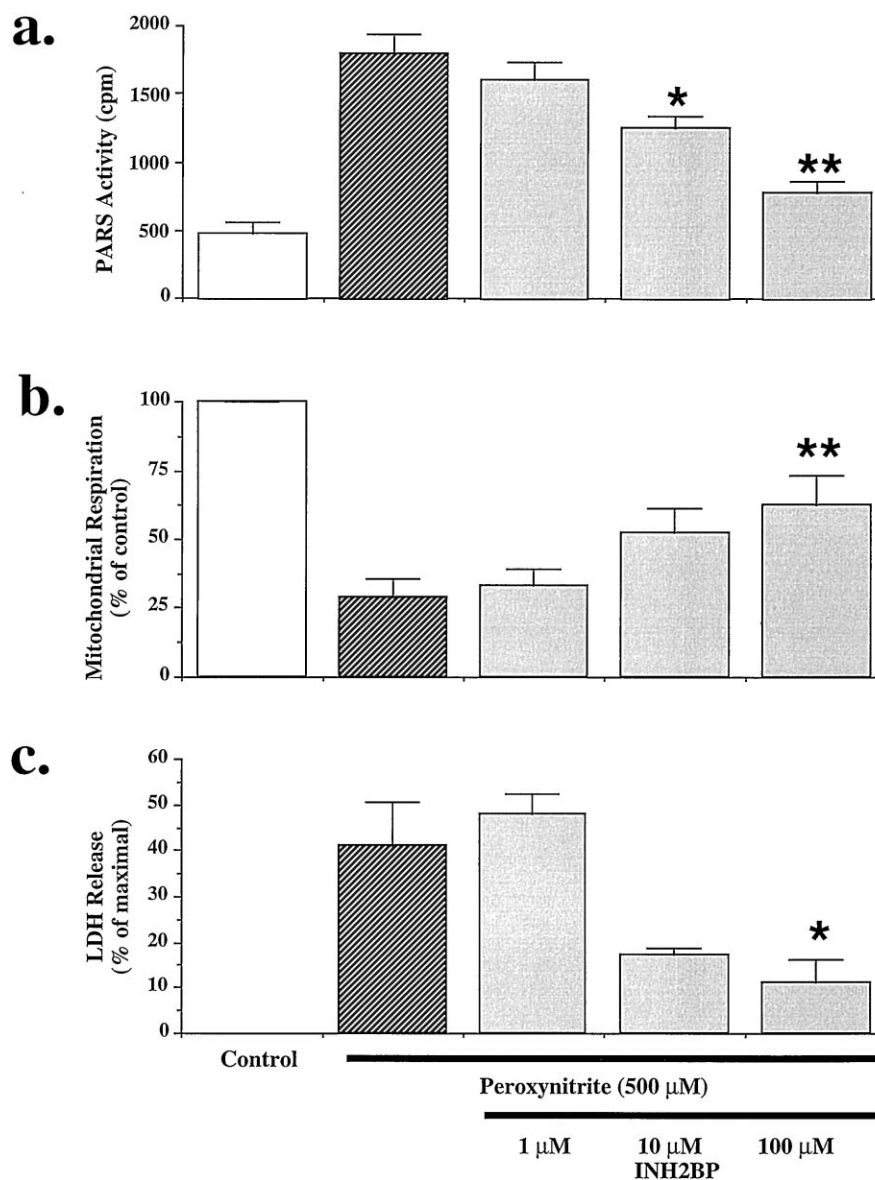 a.
PARS Activity (cpm)
2000
1500
1000
500
0
*
**
b.
Mitochondrial Respiration
(% of control)
100
75
50
25
0
**
c.
LDH Release
(% of maximal)
60
50
40
30
20
10
0
*
Control
Peroxynitrite (500 μM)
1 μM 10 μM 100 μM
INH2BP